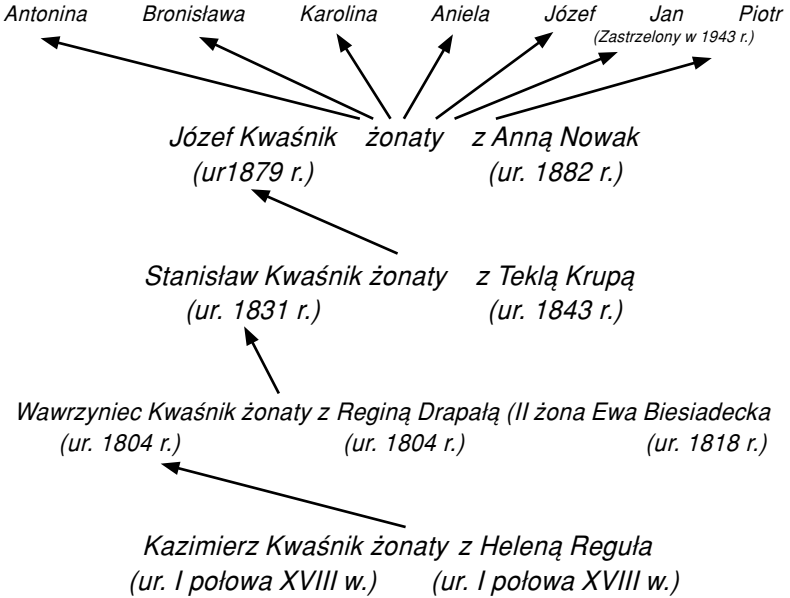 Antonina Bronisława Karolina Aniela Józef Jan Piotr
(Zastrzelony w 1943 r.)
Józef Kwaśnik żonaty z Anną Nowak
(ur1879 r.) (ur. 1882 r.)
Stanisław Kwaśnik żonaty z Teklą Krupą
(ur. 1831 r.) (ur. 1843 r.)
Wawrzyniec Kwaśnik żonaty z Reginą Drapałą (II żona Ewa Biesiadecka
(ur. 1804 r.) (ur. 1804 r.) (ur. 1818 r.)
Kazimierz Kwaśnik żonaty z Heleną Reguła
(ur. I połowa XVIII w.) (ur. I połowa XVIII w.)